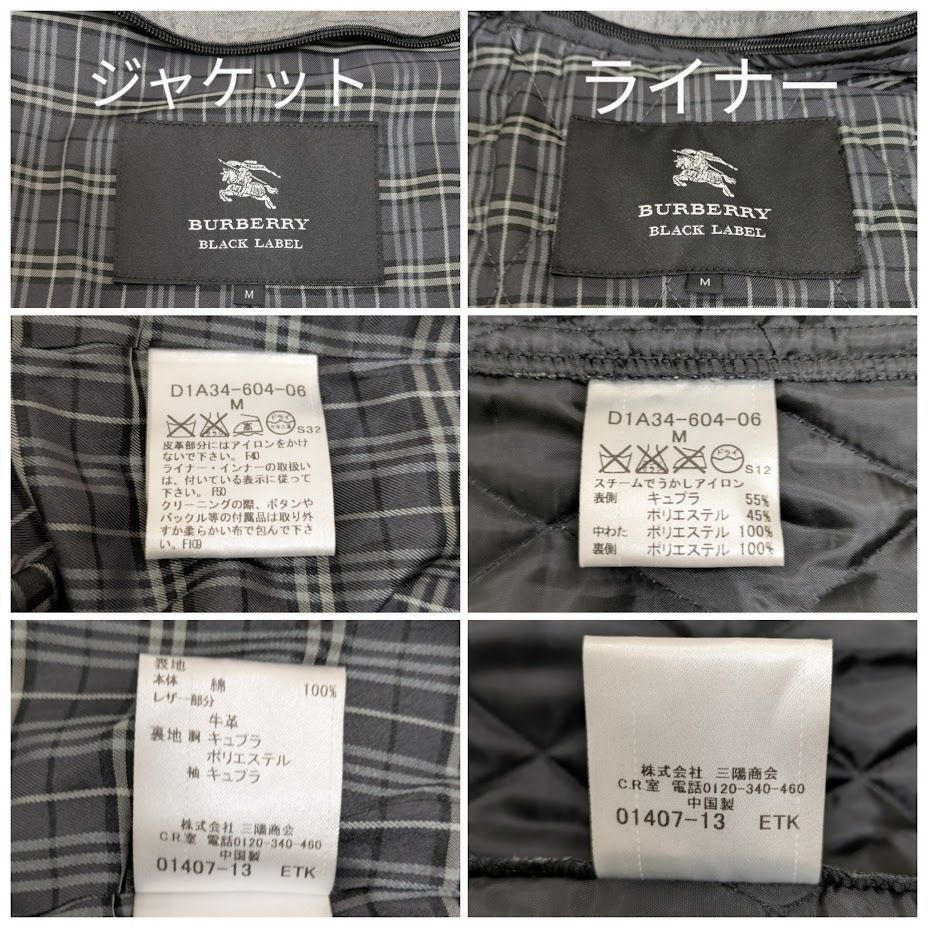 ジャケット
BURBERRY
BLACK LABEL
M
ライナー
BURBERRY
BLACK LABEL
M
D1A34-604-06
M
高
ドライ
セキユ系
S32
皮革部分にはアイロンをかけ
ないで下さい。F40
ライナー・インナーの取扱い
は、付いている表示に従って
下さい。F50
クリーニングの際、ボタンや
バックル等の付属品は取り外
すか柔らかい布で包んで下さ
い。F109
D1A34-604-06
M
S12
スチームでうかしアイロン
表側 キュプラ 55%
ポリエステル 45%
中わた ポリエステル 100%
裏側 ポリエステル 100%
表地
本体 綿 100%
レザー部分
牛革
裏地 胴 キュプラ
ポリエステル
袖 キュプラ
株式会社 三陽商会
C.R.室 電話0120-340-460
中国製
01407-13 ETK
株式会社 三陽商会
C.R.室 電話0120-340-460
中国製
01407-13 ETK